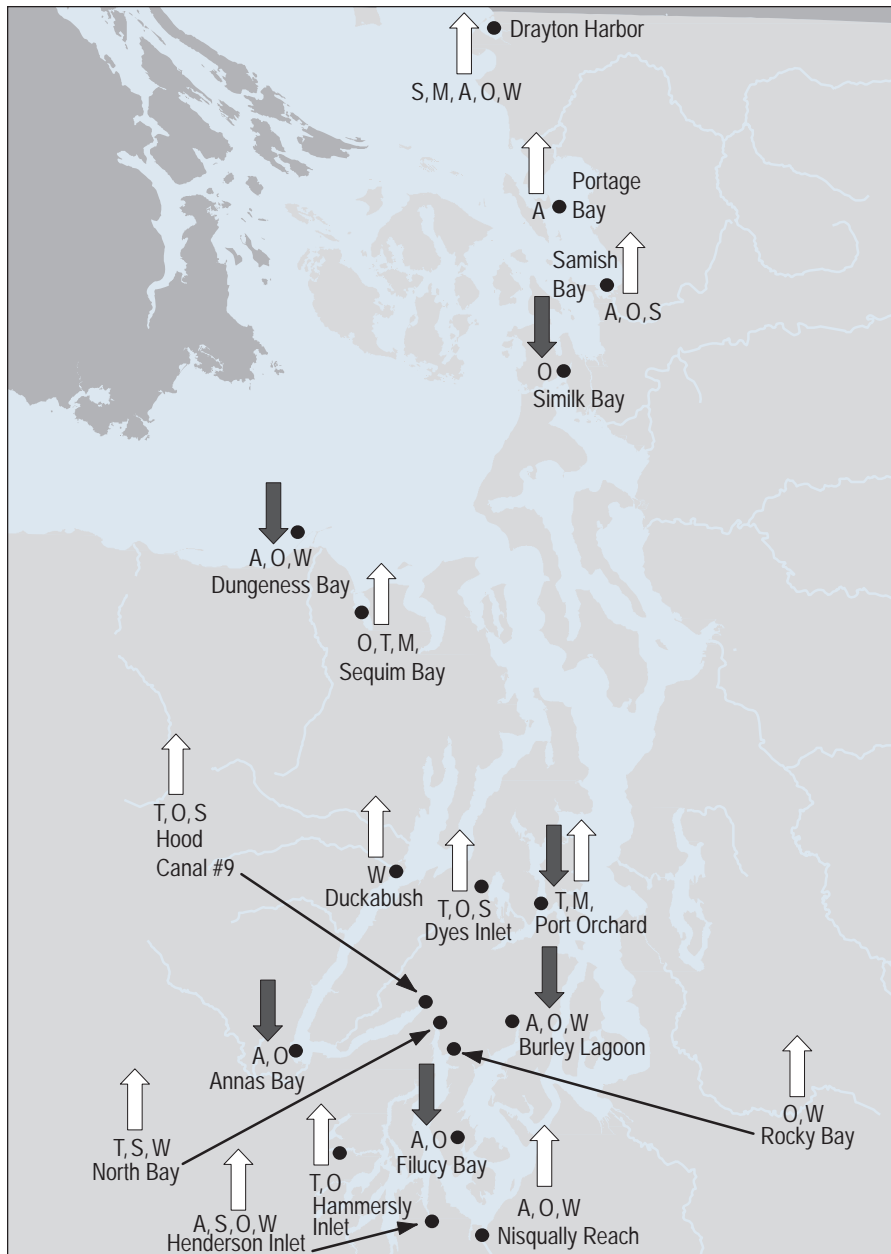 Drayton Harbor
S, M, A, O, W
Portage
A
Bay
Samish
Bay
A, O, S
O
Similk Bay
A, O, W
Dungeness Bay
O, T, M,
Sequim Bay
T, O, S
Hood
Canal #9
W
Duckabush
T, O, S
Dyes Inlet
T, M,
Port Orchard
A, O, W
Burley Lagoon
A, O
Annas Bay
O, W
Rocky Bay
T, S, W
North Bay
A, O
Filucy Bay
T, O
Hammersly
Inlet
A, S, O, W
Henderson Inlet
A, O, W
Nisqually Reach